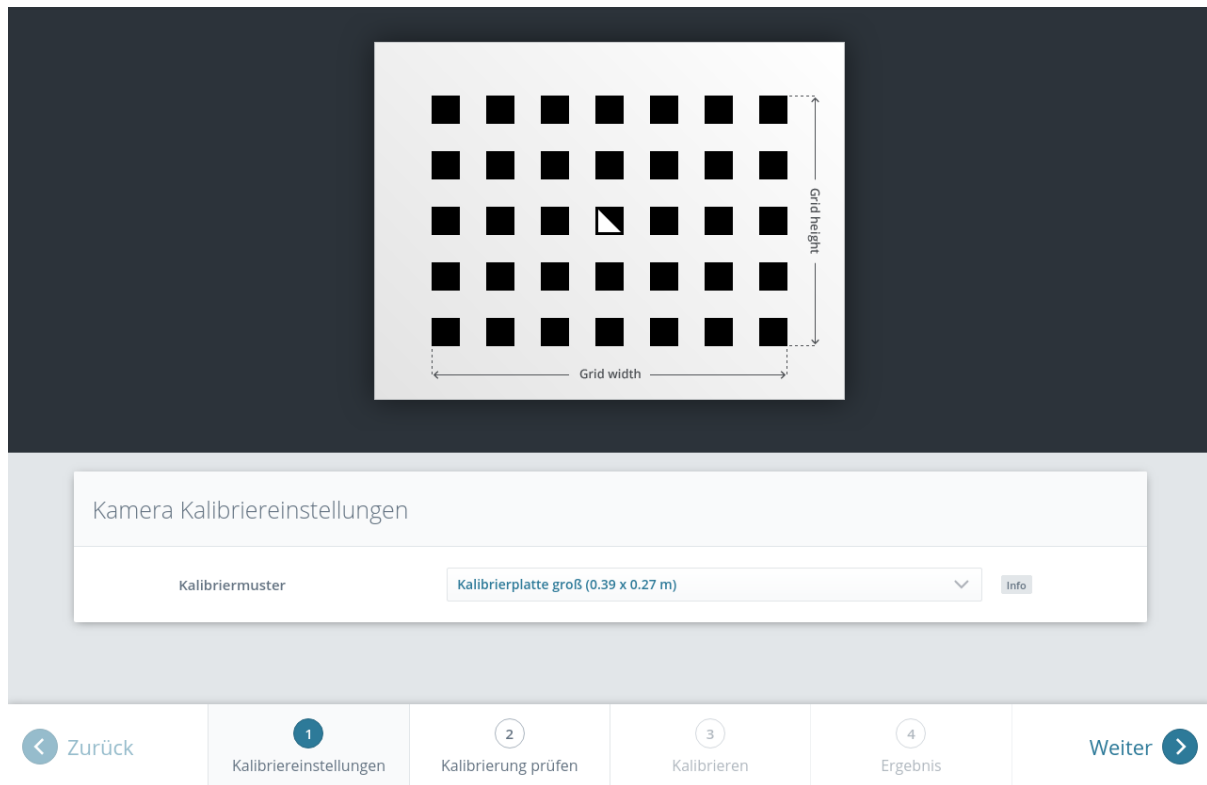 Grid height
Grid width
Kamera Kalibriereinstellungen
Kalibriermuster
Kalibrierplatte groß (0.39 x 0.27 m)
Info
Zurück
1
Kalibriereinstellungen
2
Kalibrierung prüfen
3
Kalibrieren
4
Ergebnis
Weiter